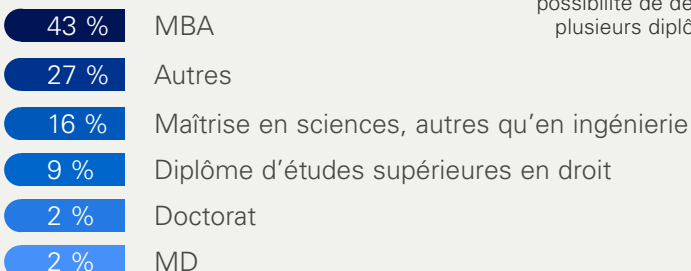 possibilité de
plusieurs
43 % MBA
27 % Autres
16 % Maîtrise en sciences, autres qu'en ingénierie
9 % Diplôme d'études supérieures en droit
2 % Doctorat
2 % MD